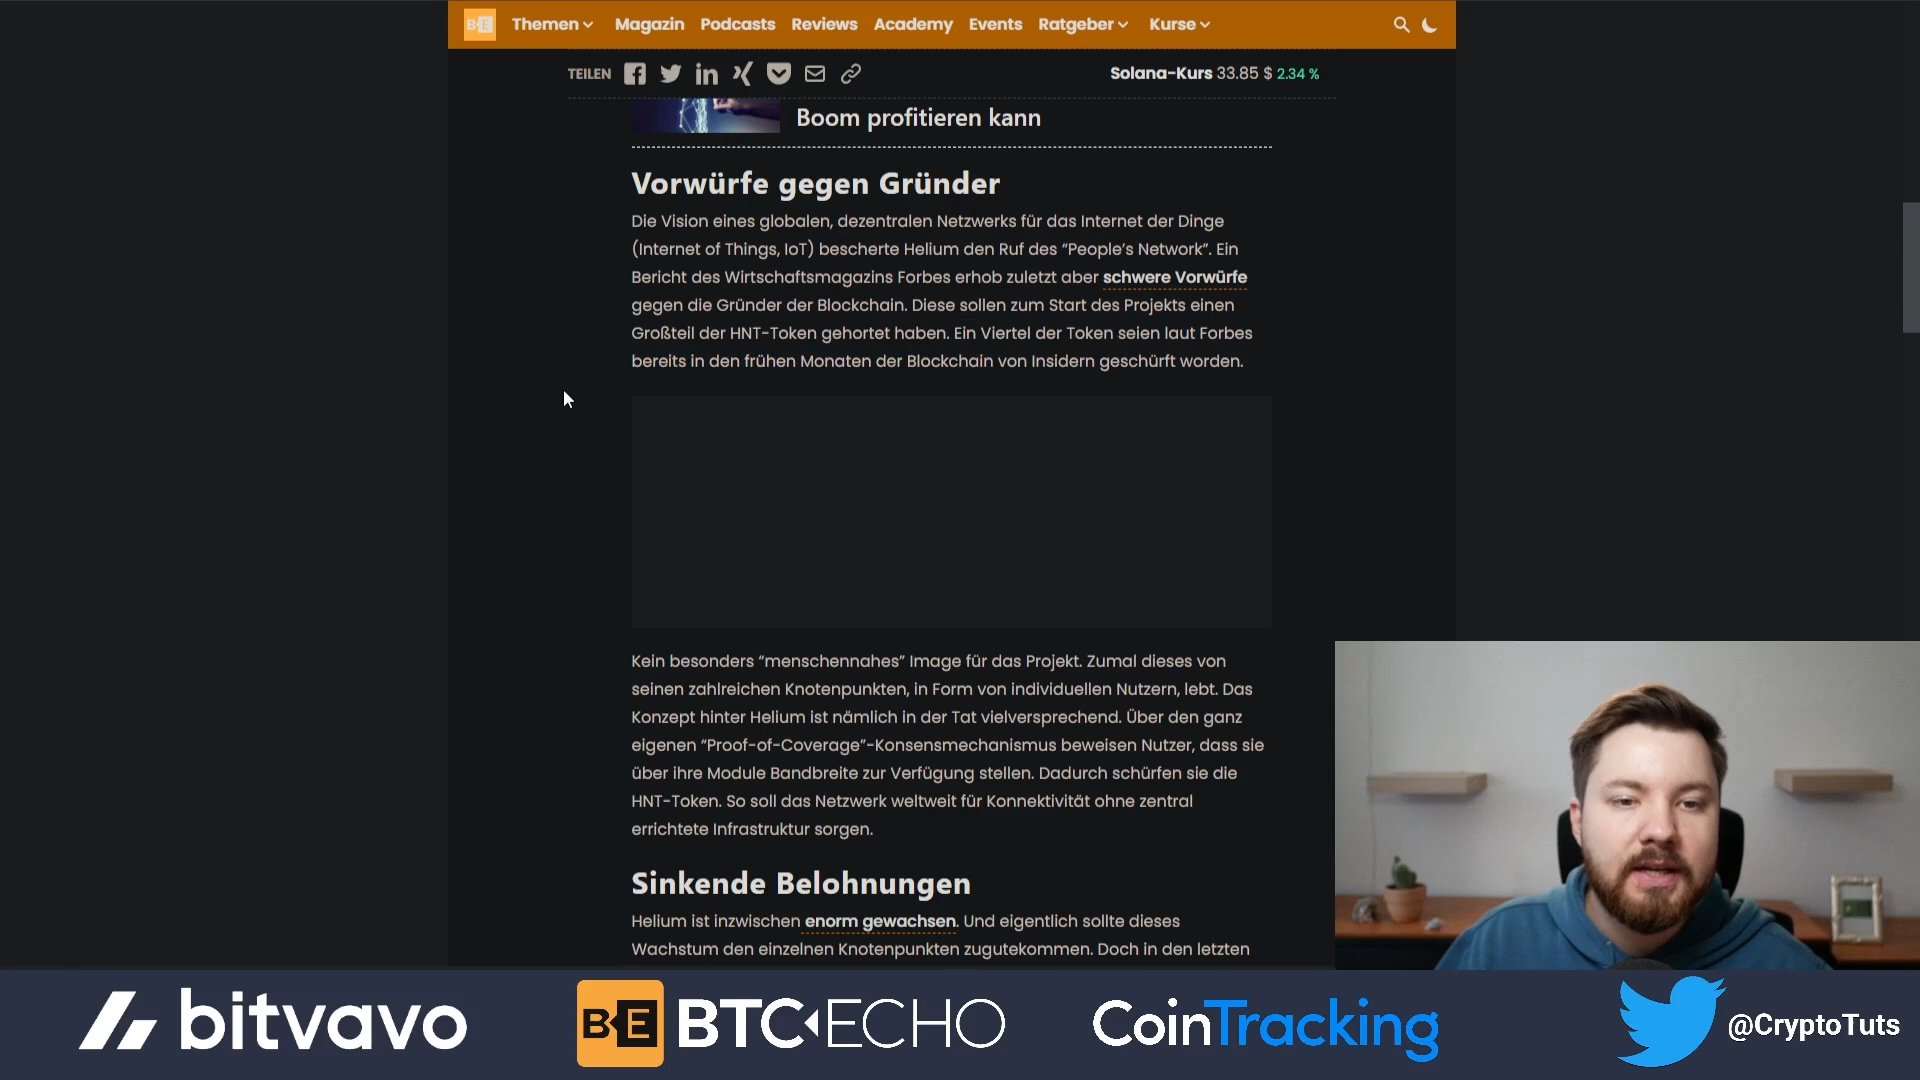 BE Themen Magazin Podcasts Reviews Academy Events Ratgeber Kurse
TEILEN
Solana-Kurs 33.85 $ 2.34 %
Boom profitieren kann
Vorwürfe gegen Gründer
Die Vision eines globalen, dezentralen Netzwerks für das Internet der Dinge
(Internet of Things, IoT) bescherte Helium den Ruf des “People’s Network”. Ein
Bericht des Wirtschaftsmagazins Forbes erhob zuletzt aber schwere Vorwürfe
gegen die Gründer der Blockchain. Diese sollen zum Start des Projekts einen
Großteil der HNT-Token gehortet haben. Ein Viertel der Token seien laut Forbes
bereits in den frühen Monaten der Blockchain von Insidern geschürft worden.
Kein besonders “menschennahes” Image für das Projekt. Zumal dieses von
seinen zahlreichen Knotenpunkten, in Form von individuellen Nutzern, lebt. Das
Konzept hinter Helium ist nämlich in der Tat vielversprechend. Über den ganz
eigenen “Proof-of-Coverage”-Konsensmechanismus beweisen Nutzer, dass sie
über ihre Module Bandbreite zur Verfügung stellen. Dadurch schürfen sie die
HNT-Token. So soll das Netzwerk weltweit für Konnektivität ohne zentral
errichtete Infrastruktur sorgen.
Sinkende Belohnungen
Helium ist inzwischen enorm gewachsen. Und eigentlich sollte dieses
Wachstum den einzelnen Knotenpunkten zugutekommen. Doch in den letzten
bitvavo
BE BTC ECHO
CoinTracking
@CryptoTuts